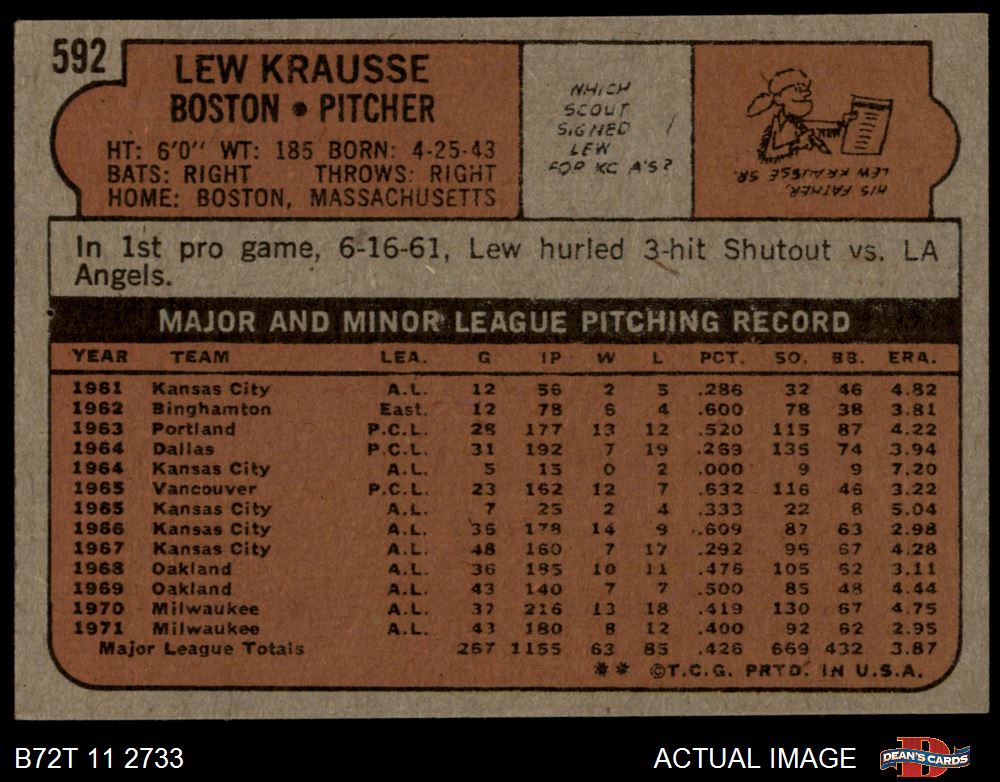 592
LEW KRAUSSE
BOSTON • PITCHER
HT: 6'0" WT: 185 BORN: 4-25-43
BATS: RIGHT THROWS: RIGHT
HOME: BOSTON, MASSACHUSETTS
WHICH
SCOUT
SIGNED
LEW
FOR KC A'S?
HIS FATHER,
LEW KRAUSSE SR.
In 1st pro game, 6-16-61, Lew hurled 3-hit Shutout vs. LA
Angels.
MAJOR AND MINOR LEAGUE PITCHING RECORD
YEAR TEAM LEA. G IP W L PCT. SO. BB. ERA.
1961 Kansas City A.L. 12 56 2 5 .286 32 46 4.82
1962 Binghamton East. 12 78 6 4 .600 78 38 3.81
1963 Portland P.C.L. 28 177 13 12 .520 115 87 4.22
1964 Dallas P.C.L. 31 192 7 19 .269 135 74 3.94
1964 Kansas City A.L. 5 15 0 2 .000 9 9 7.20
1965 Vancouver P.C.L. 23 162 12 7 .632 116 46 3.22
1965 Kansas City A.L. 7 25 2 4 .333 22 8 5.04
1966 Kansas City A.L. 36 178 14 9 .609 87 63 2.98
1967 Kansas City A.L. 48 160 7 17 .292 96 67 4.28
1968 Oakland A.L. 36 185 10 11 .476 105 62 3.11
1969 Oakland A.L. 43 140 7 7 .500 85 48 4.44
1970 Milwaukee A.L. 37 216 13 18 .419 130 67 4.75
1971 Milwaukee A.L. 43 180 8 12 .400 92 62 2.95
Major League Totals 267 1155 63 85 .426 669 432 3.87
** ©T.C.G. PRTD. IN U.S.A.
B72T 11 2733
ACTUAL IMAGE
DEAN'S CARDS